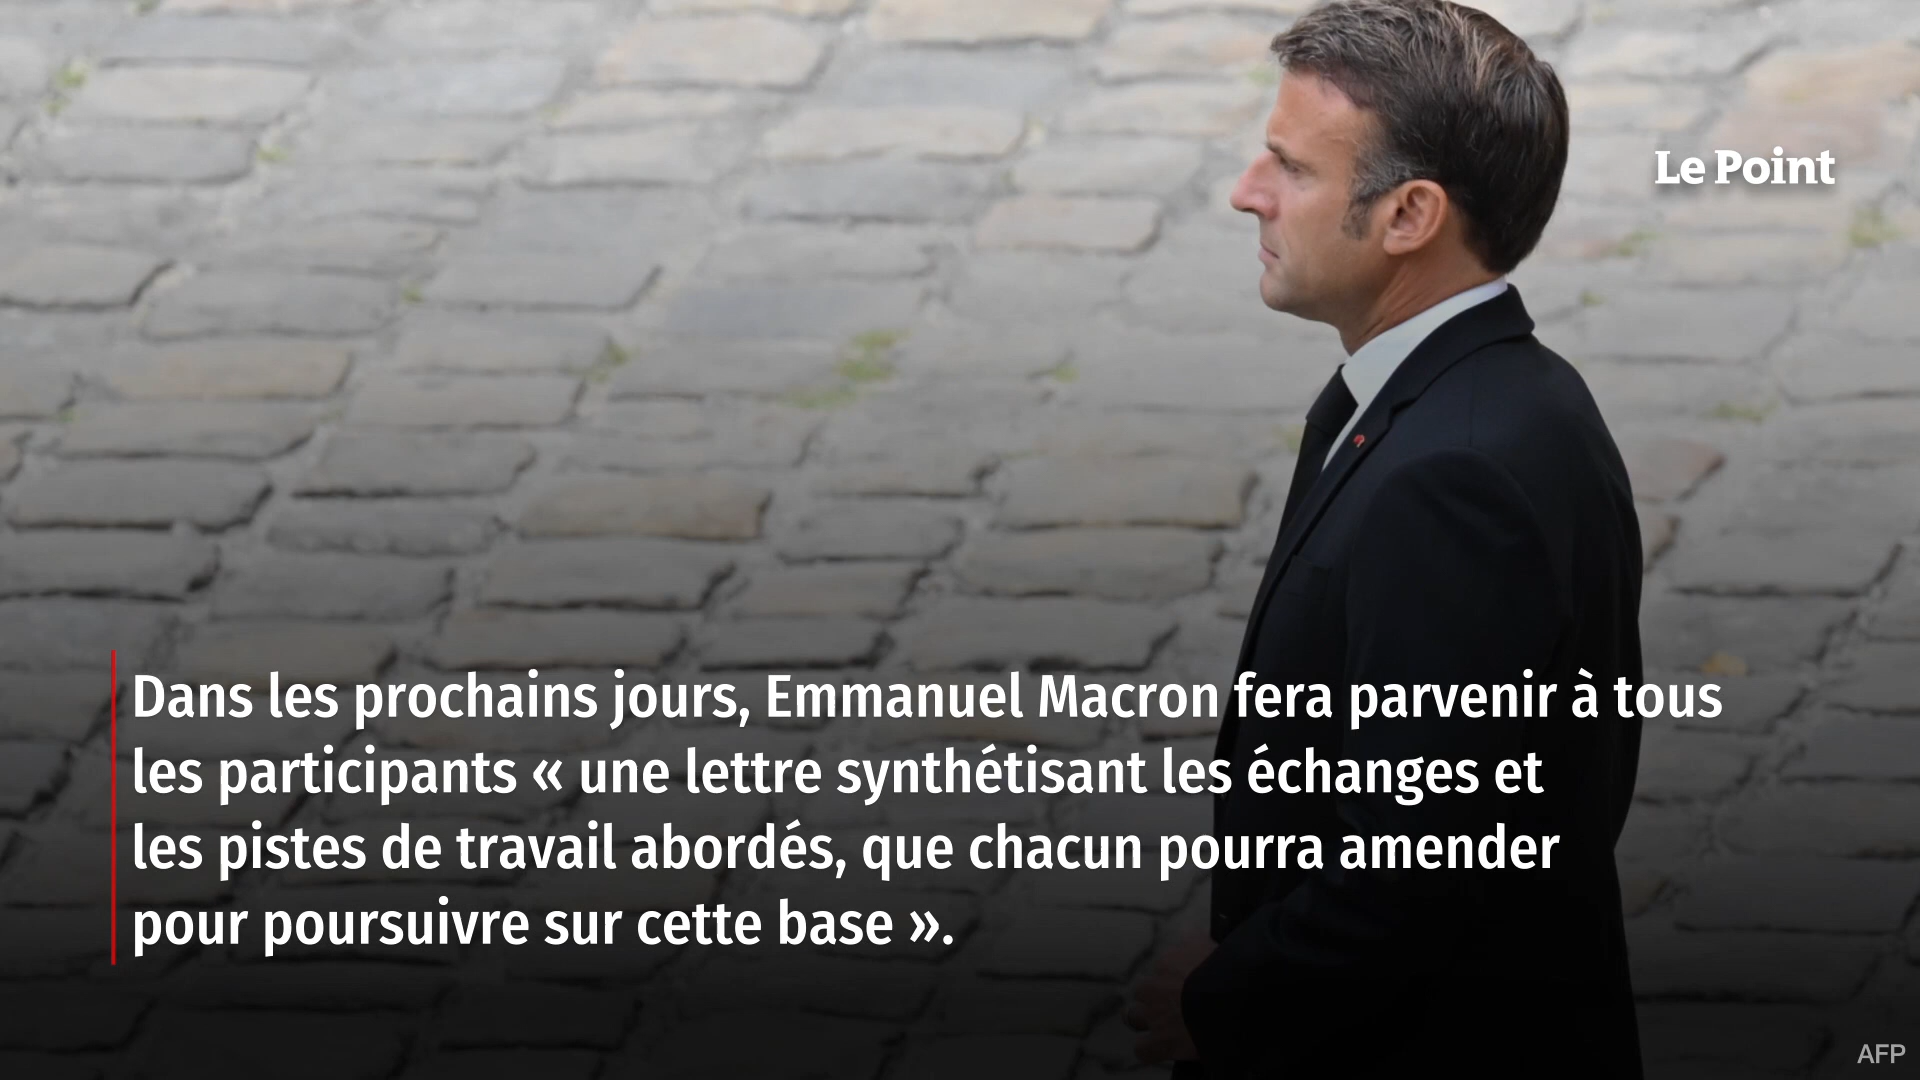 Le Point
Dans les prochains jours, Emmanuel Macron fera parvenir à tous
les participants « une lettre synthétisant les échanges et
les pistes de travail abordés, que chacun pourra amender
pour poursuivre sur cette base ».
AFP